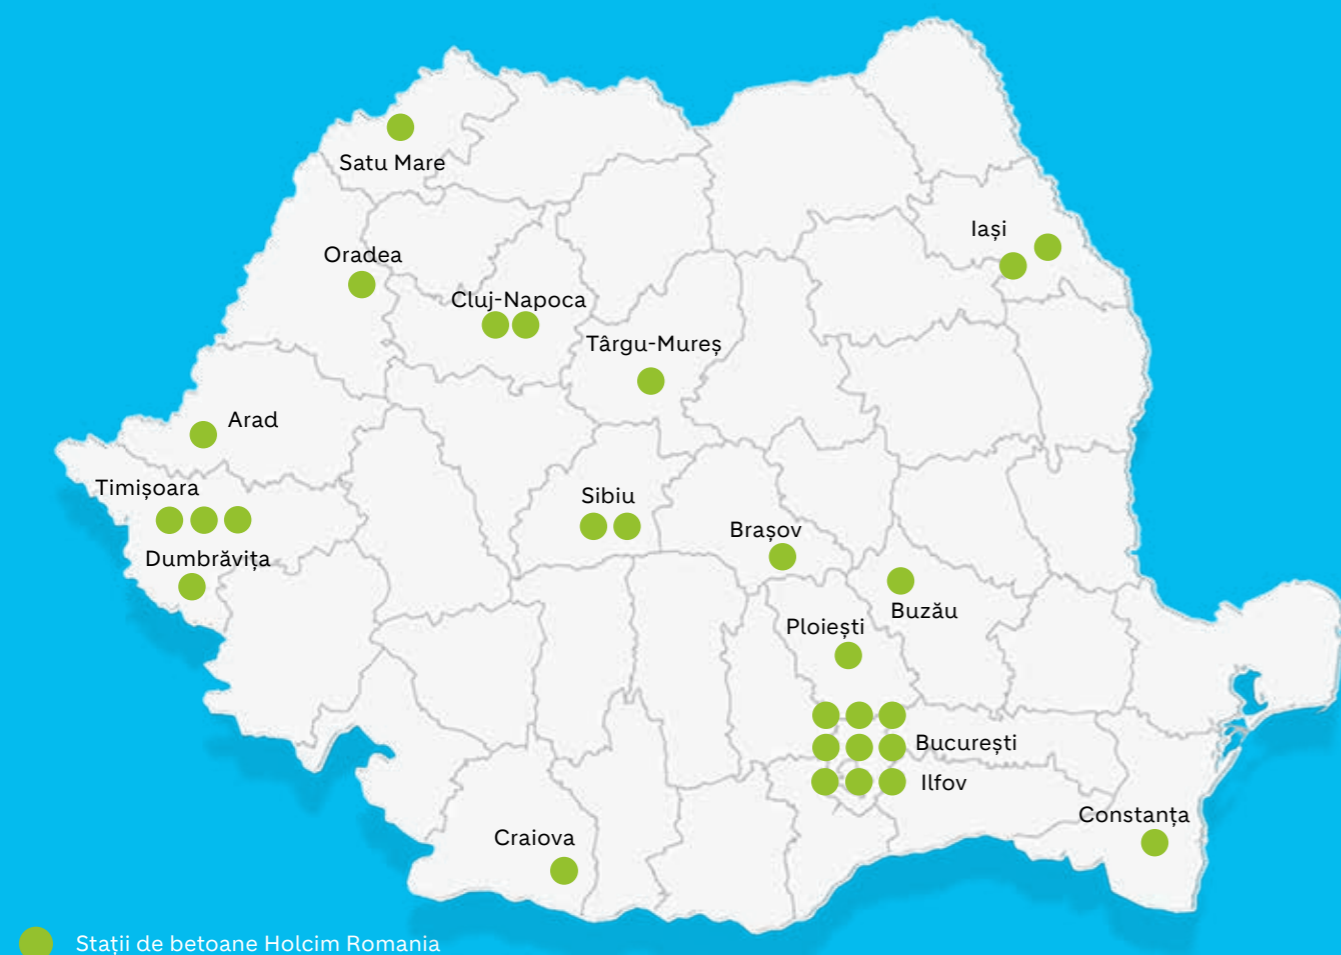 Satu Mare
Iași
Oradea
Cluj-Napoca
Târgu-Mureș
Arad
Timișoara
Sibiu
Brașov
Dumbrăvița
Buzău
Ploiești
București
Ilfov
Constanța
Craiova
Stații de betoane Holcim Romania